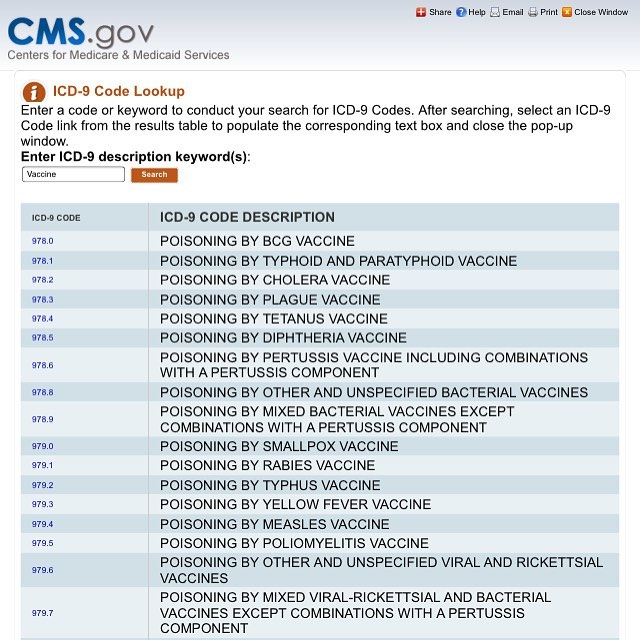 Share Help Email Print Close Window
CMS.gov
Centers for Medicare & Medicaid Services
ICD-9 Code Lookup
Enter a code or keyword to conduct your search for ICD-9 Codes. After searching, select an ICD-9
Code link from the results table to populate the corresponding text box and close the pop-up
window.
Enter ICD-9 description keyword(s):
Vaccine Search
ICD-9 CODE ICD-9 CODE DESCRIPTION
978.0 POISONING BY BCG VACCINE
978.1 POISONING BY TYPHOID AND PARATYPHOID VACCINE
978.2 POISONING BY CHOLERA VACCINE
978.3 POISONING BY PLAGUE VACCINE
978.4 POISONING BY TETANUS VACCINE
978.5 POISONING BY DIPHTHERIA VACCINE
978.6 POISONING BY PERTUSSIS VACCINE INCLUDING COMBINATIONS
WITH A PERTUSSIS COMPONENT
978.8 POISONING BY OTHER AND UNSPECIFIED BACTERIAL VACCINES
978.9 POISONING BY MIXED BACTERIAL VACCINES EXCEPT
COMBINATIONS WITH A PERTUSSIS COMPONENT
979.0 POISONING BY SMALLPOX VACCINE
979.1 POISONING BY RABIES VACCINE
979.2 POISONING BY TYPHUS VACCINE
979.3 POISONING BY YELLOW FEVER VACCINE
979.4 POISONING BY MEASLES VACCINE
979.5 POISONING BY POLIOMYELITIS VACCINE
979.6 POISONING BY OTHER AND UNSPECIFIED VIRAL AND RICKETTSIAL
VACCINES
979.7 POISONING BY MIXED VIRAL-RICKETTSIAL AND BACTERIAL
VACCINES EXCEPT COMBINATIONS WITH A PERTUSSIS
COMPONENT